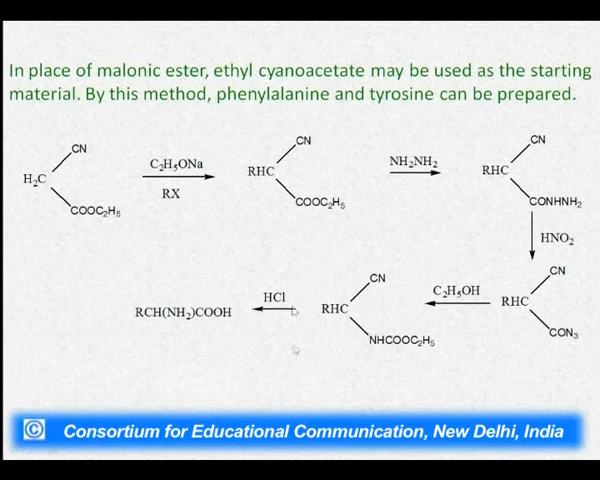 In place of malonic ester, ethyl cyanoacetate may be used as the starting
material. By this method, phenylalanine and tyrosine can be prepared.
CN
H₂C
COOC₂H₅
C₂H₅ONa
RX
CN
RHC
COOC₂H₅
NH₂NH₂
CN
RHC
CONHNH₂
HNO₂
CN
RHC
CON₃
C₂H₅OH
CN
RHC
NHCOOC₂H₅
HCl
RCH(NH₂)COOH
© Consortium for Educational Communication, New Delhi, India